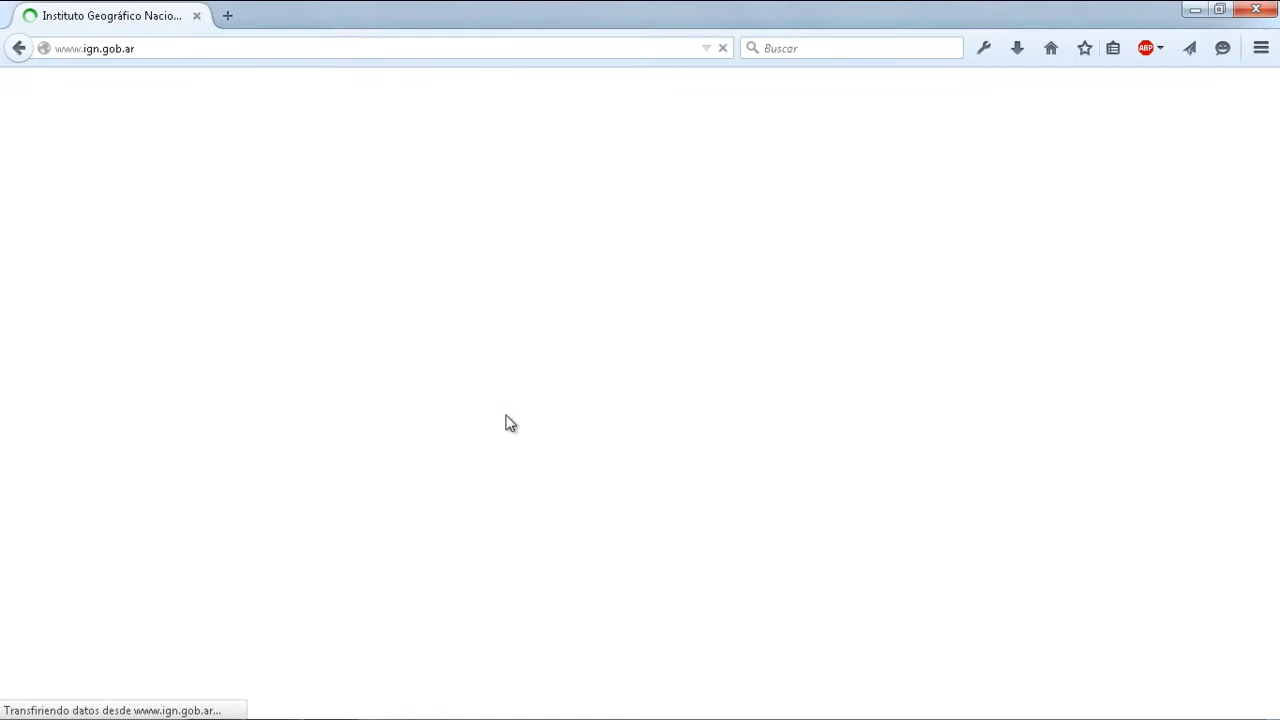 Instituto Geográfico Nacio...
www.ign.gob.ar
Buscar
ABP
Transfiriendo datos desde www.ign.gob.ar...